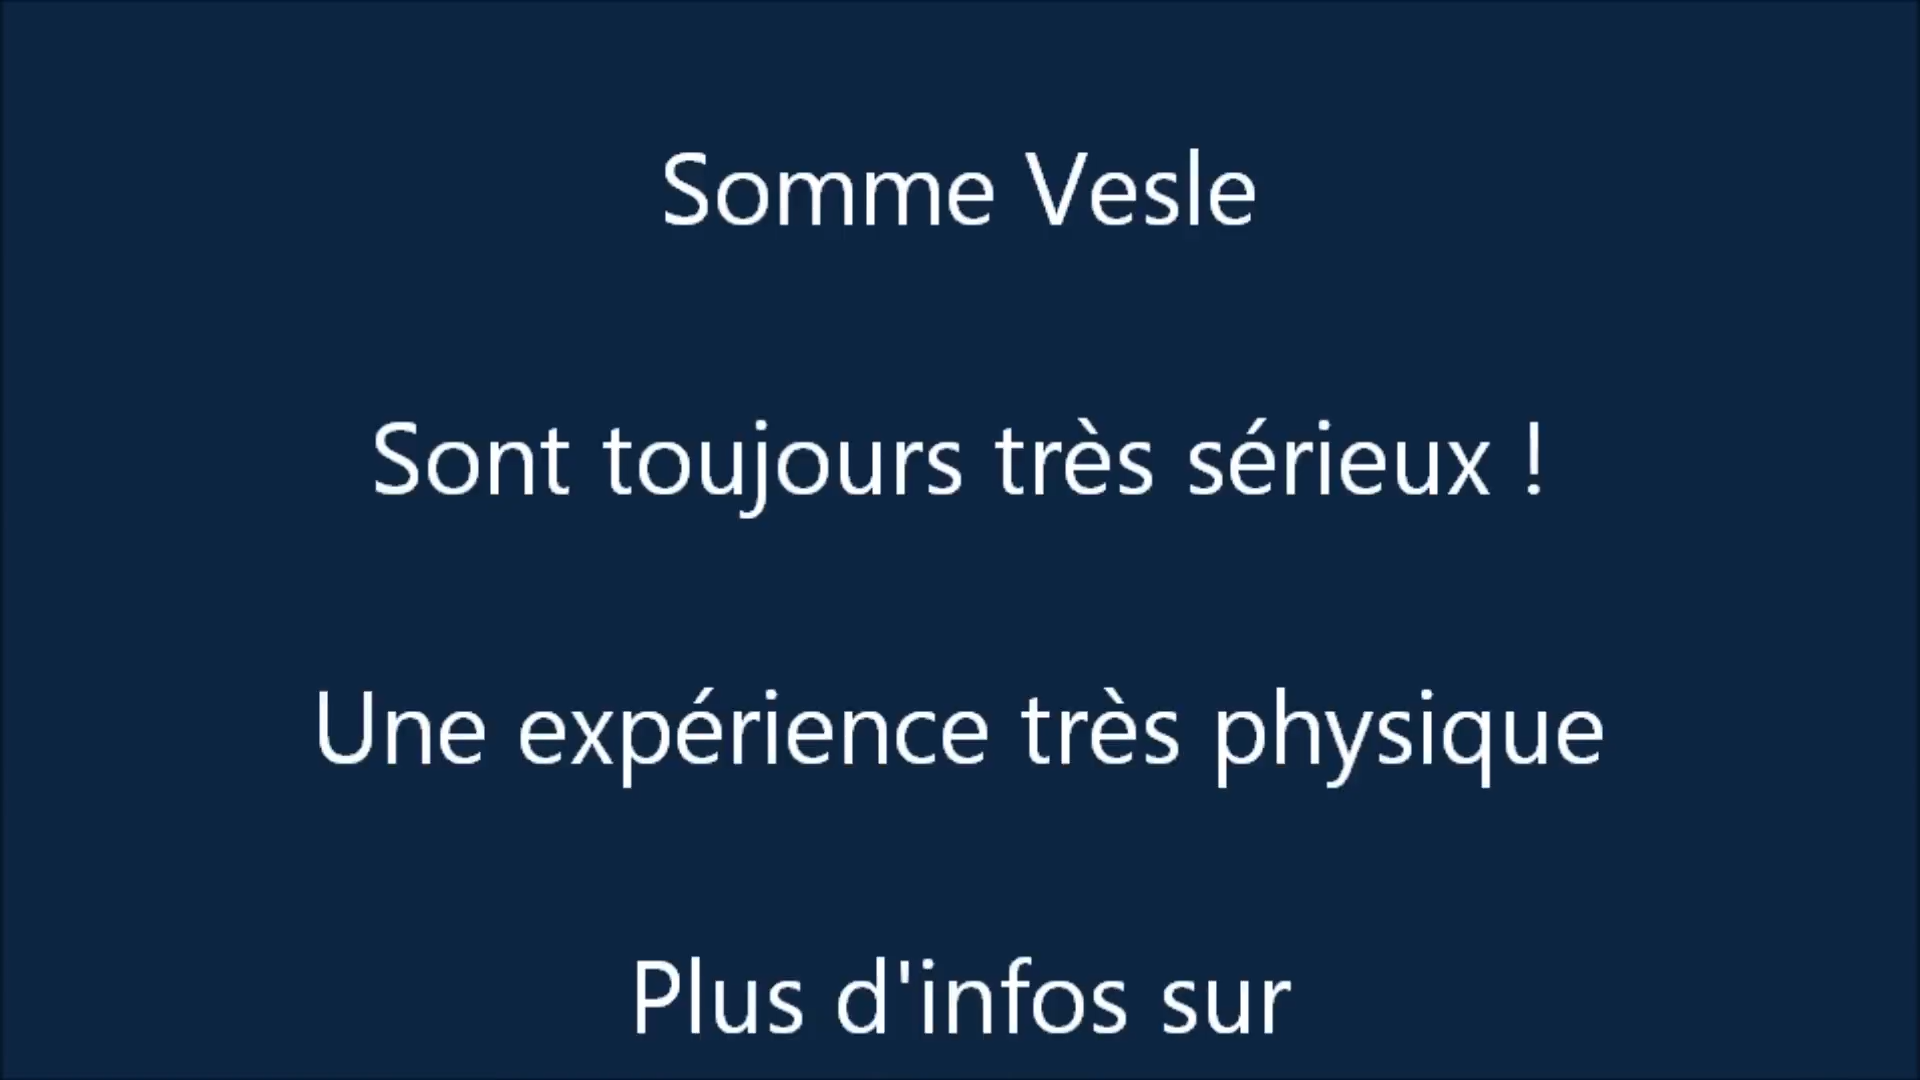 Somme Vesle
Sont toujours très sérieux !
Une expérience très physique
Plus d'infos sur